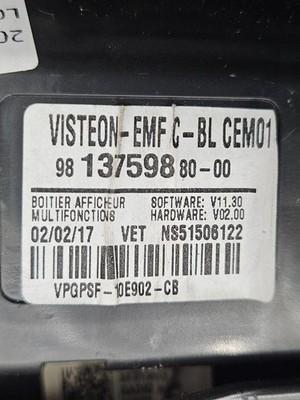 VISTEON-EMF C-BL CEM01
98 137598 80-00
BOITIER AFFICHEUR SOFTWARE: V11.30
MULTIFONCTIONS HARDWARE: V02.00
02/02/17 VET NS51506122
VPGPSF-10E902-CB